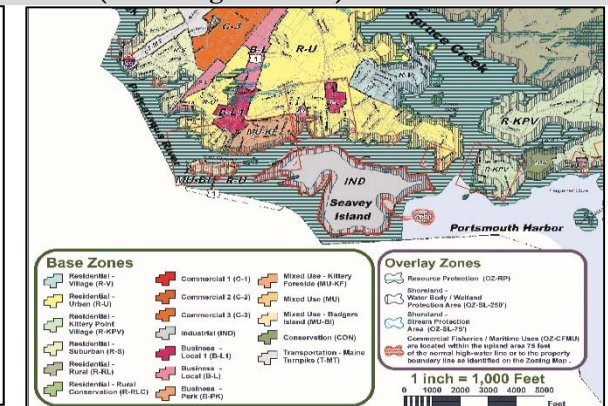 G-3
B-L
R-U
Spruce Creek
R-V
B-L1
MU-KF
R-KPV
MU-BI
R-U
IND
Seavey
Island
R-KPV
Portsmouth Harbor
Base Zones
Residential -
Village (R-V)
Residential -
Urban (R-U)
Residential -
Kittery Point
Village (R-KPV)
Residential -
Suburban (R-S)
Residential -
Rural (R-RL)
Residential - Rural
Conservation (R-RLC)
Commercial 1 (C-1)
Commercial 2 (C-2)
Commercial 3 (C-3)
Industrial (IND)
Business -
Local 1 (B-L1)
Business -
Local (B-L)
Business -
Park (B-PK)
Mixed Use - Kittery
Foreside (MU-KF)
Mixed Use (MU)
Mixed Use - Badgers
Island (MU-BI)
Conservation (CON)
Transportation - Maine
Turnpike (T-MT)
Overlay Zones
Resource Protection (OZ-RP)
Shoreland -
Water Body / Wetland
Protection Area (OZ-SL-250')
Shoreland -
Stream Protection
Area (OZ-SL-75')
Commercial Fisheries / Maritime Uses (OZ-CFMU)
are located within the upland area 75 feet
of the normal high-water line or to the property
boundary line as identified on the Zoning Map.
1 inch = 1,000 Feet
0 1000 2000 3000 4000 5000
Feet